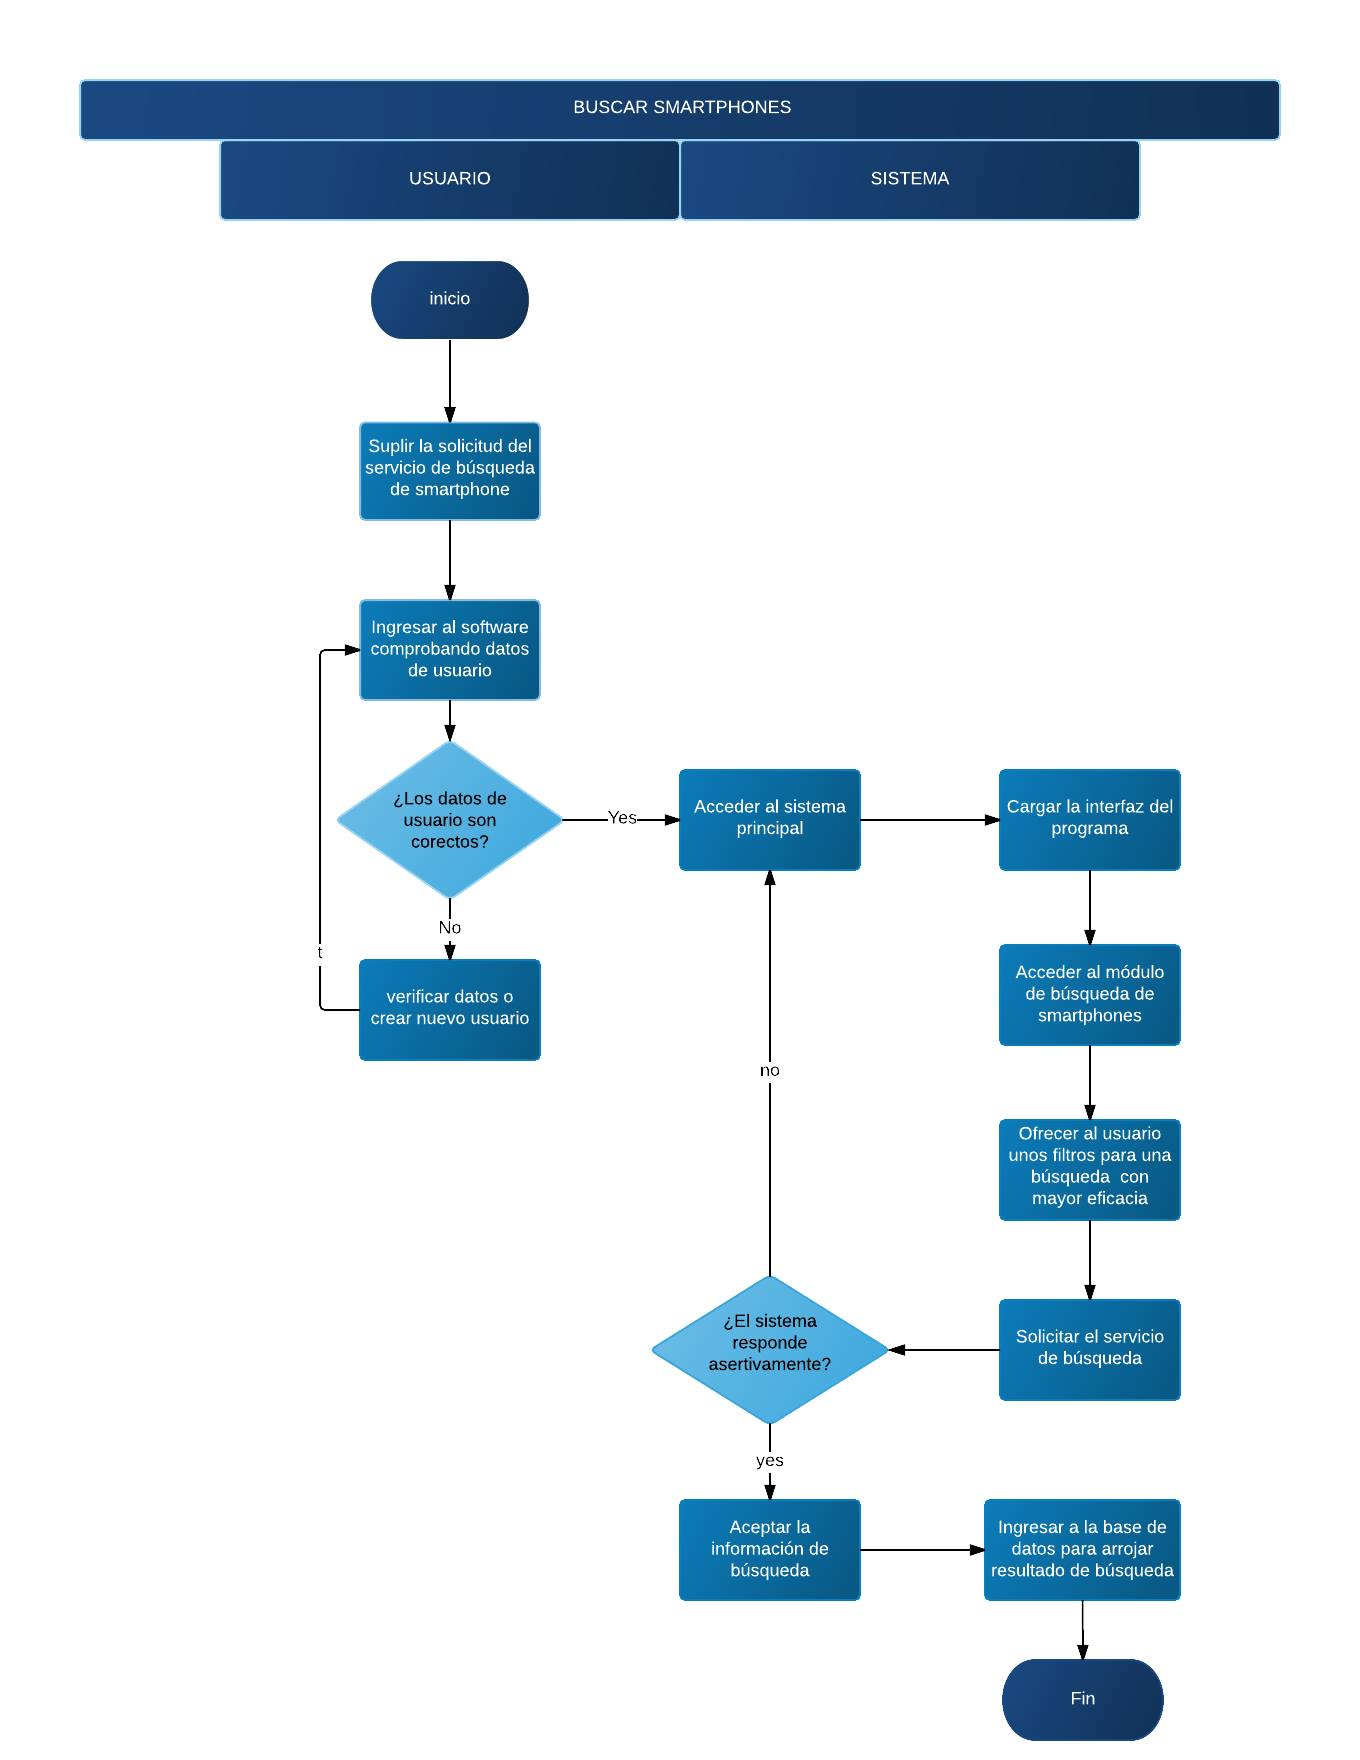 BUSCAR SMARTPHONES
USUARIO
SISTEMA
inicio
Suplir la solicitud del
servicio de búsqueda
de smartphone
Ingresar al software
comprobando datos
de usuario
¿Los datos de
usuario son
corectos?
Yes
Acceder al sistema
principal
Cargar la interfaz del
programa
No
t
verificar datos o
crear nuevo usuario
Acceder al módulo
de búsqueda de
smartphones
no
Ofrecer al usuario
unos filtros para una
búsqueda  con
mayor eficacia
Solicitar el servicio
de búsqueda
¿El sistema
responde
asertivamente?
yes
Aceptar la
información de
búsqueda
Ingresar a la base de
datos para arrojar
resultado de búsqueda
Fin